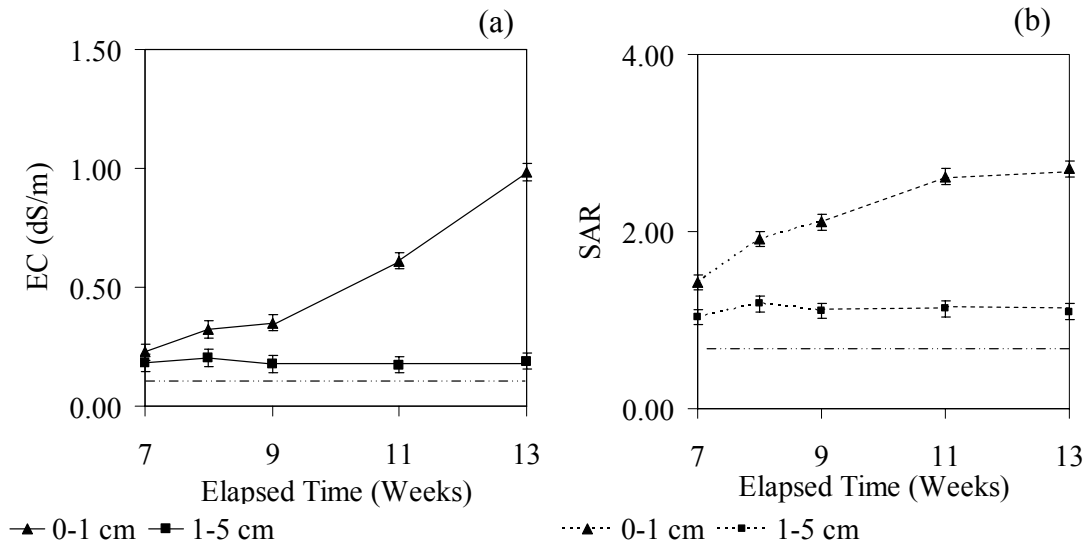 (a)
1.50
1.00
0.50
0.00
EC (dS/m)
7 9 11 13
Elapsed Time (Weeks)
0-1 cm 1-5 cm
(b)
4.00
2.00
0.00
SAR
7 9 11 13
Elapsed Time (Weeks)
0-1 cm 1-5 cm